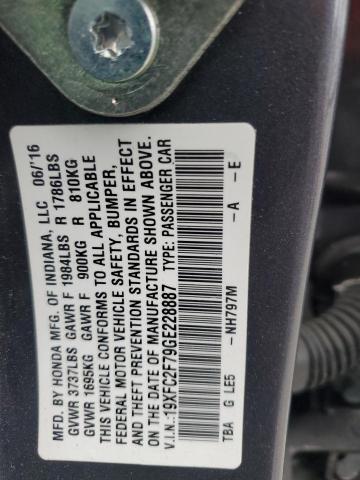 MFD. BY HONDA MFG. OF INDIANA, LLC 06/'16
GVWR 3737LBS GAWR F 1984LBS R 1786LBS
GVWR 1695KG GAWR F 900KG R 810KG
THIS VEHICLE CONFORMS TO ALL APPLICABLE
FEDERAL MOTOR VEHICLE SAFETY, BUMPER,
AND THEFT PREVENTION STANDARDS IN EFFECT
ON THE DATE OF MANUFACTURE SHOWN ABOVE.
V.I.N.: 19XFC2F79GE228887 TYPE: PASSENGER CAR
TBA G LE5 -NH797M -A -E